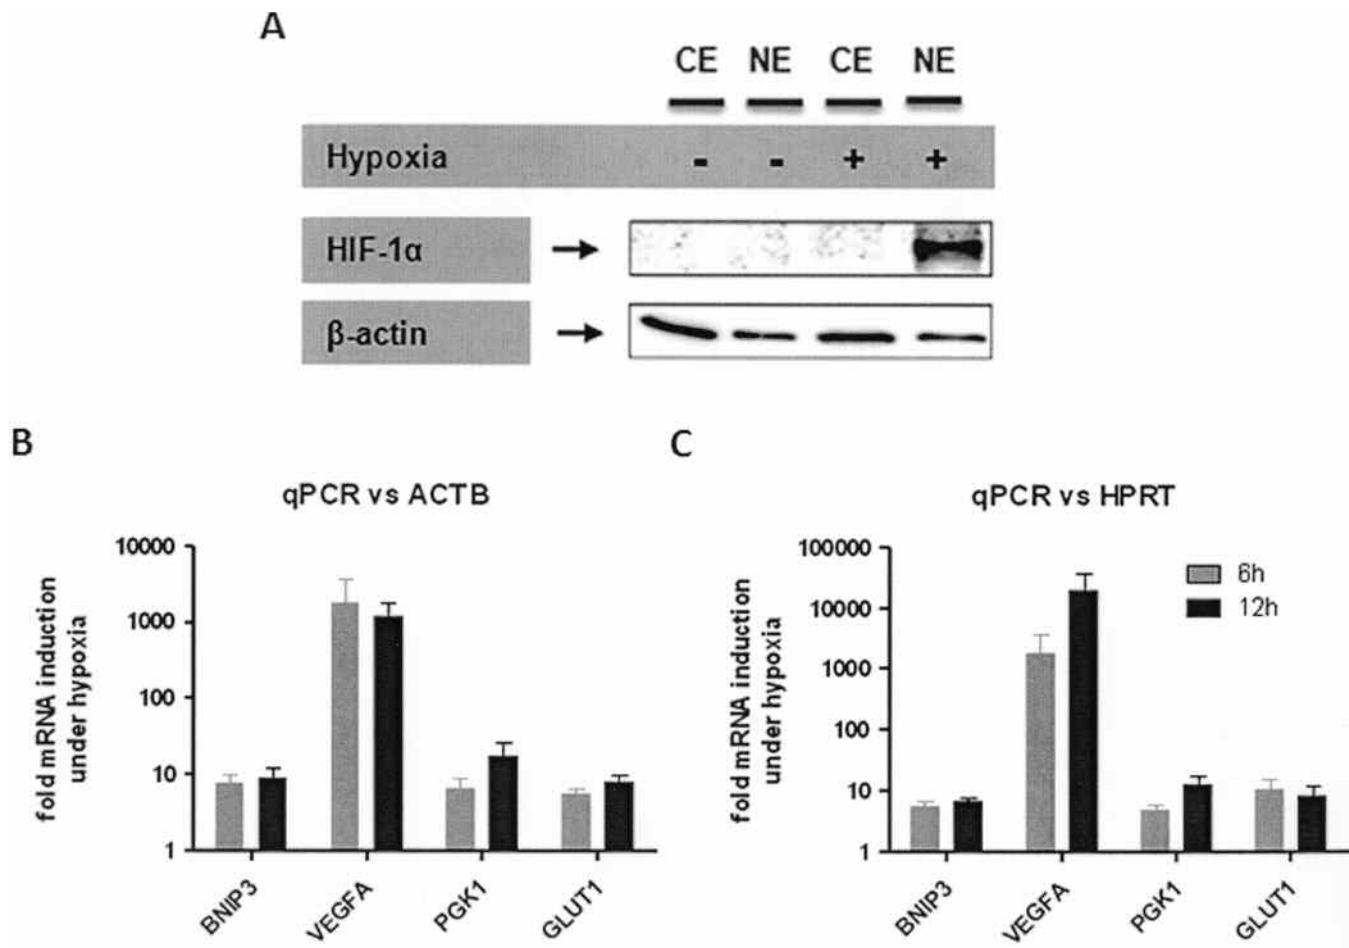 A
CE NE CE NE
Hypoxia - - + +
HIF-1α
β-actin
B
qPCR vs ACTB
fold mRNA induction
under hypoxia
10000
1000
100
10
1
BNIP3 VEGFA PGK1 GLUT1
C
qPCR vs HPRT
fold mRNA induction
under hypoxia
100000
10000
1000
100
10
1
6h
12h
BNIP3 VEGFA PGK1 GLUT1